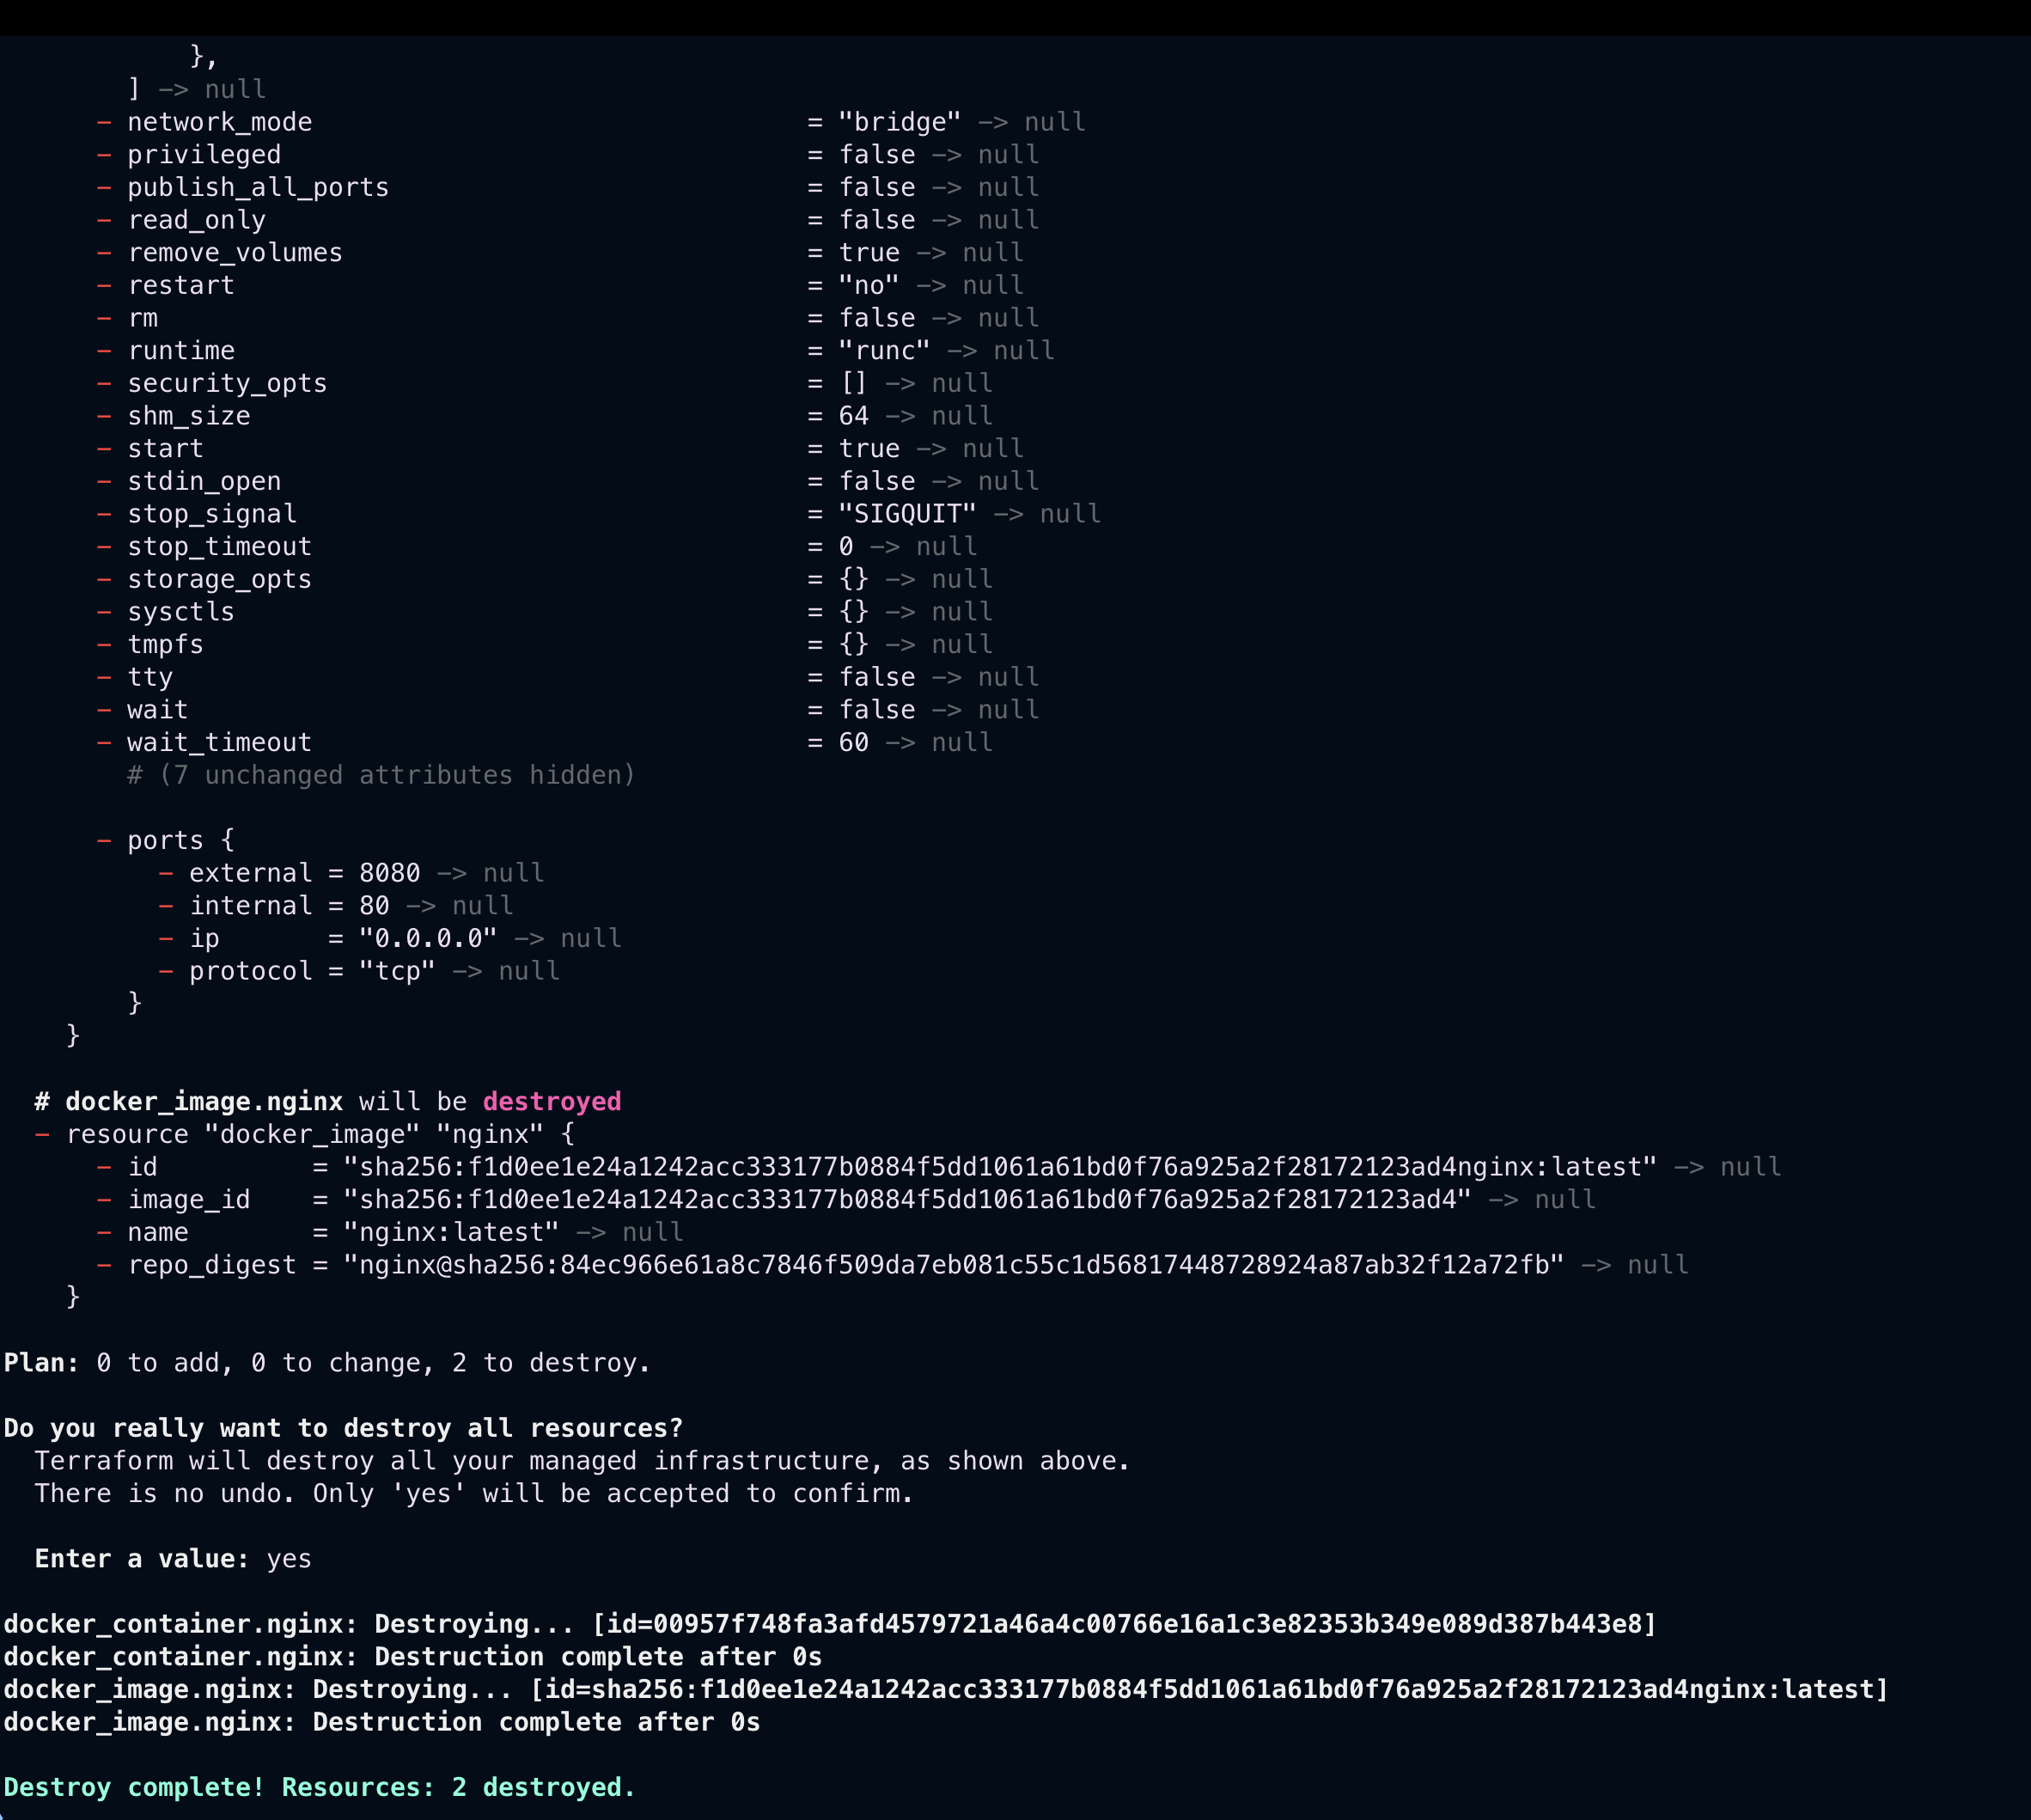 },
] -> null
- network_mode = "bridge" -> null
- privileged = false -> null
- publish_all_ports = false -> null
- read_only = false -> null
- remove_volumes = true -> null
- restart = "no" -> null
- rm = false -> null
- runtime = "runc" -> null
- security_opts = [] -> null
- shm_size = 64 -> null
- start = true -> null
- stdin_open = false -> null
- stop_signal = "SIGQUIT" -> null
- stop_timeout = 0 -> null
- storage_opts = {} -> null
- sysctls = {} -> null
- tmpfs = {} -> null
- tty = false -> null
- wait = false -> null
- wait_timeout = 60 -> null
# (7 unchanged attributes hidden)
- ports {
- external = 8080 -> null
- internal = 80 -> null
- ip = "0.0.0.0" -> null
- protocol = "tcp" -> null
}
}
# docker_image.nginx will be destroyed
- resource "docker_image" "nginx" {
- id = "sha256:f1d0ee1e24a1242acc333177b0884f5dd1061a61bd0f76a925a2f28172123ad4nginx:latest" -> null
- image_id = "sha256:f1d0ee1e24a1242acc333177b0884f5dd1061a61bd0f76a925a2f28172123ad4" -> null
- name = "nginx:latest" -> null
- repo_digest = "nginx@sha256:84ec966e61a8c7846f509da7eb081c55c1d56817448728924a87ab32f12a72fb" -> null
}
Plan: 0 to add, 0 to change, 2 to destroy.
Do you really want to destroy all resources?
Terraform will destroy all your managed infrastructure, as shown above.
There is no undo. Only 'yes' will be accepted to confirm.
Enter a value: yes
docker_container.nginx: Destroying... [id=00957f748fa3afd4579721a46a4c00766e16a1c3e82353b349e089d387b443e8]
docker_container.nginx: Destruction complete after 0s
docker_image.nginx: Destroying... [id=sha256:f1d0ee1e24a1242acc333177b0884f5dd1061a61bd0f76a925a2f28172123ad4nginx:latest]
docker_image.nginx: Destruction complete after 0s
Destroy complete! Resources: 2 destroyed.